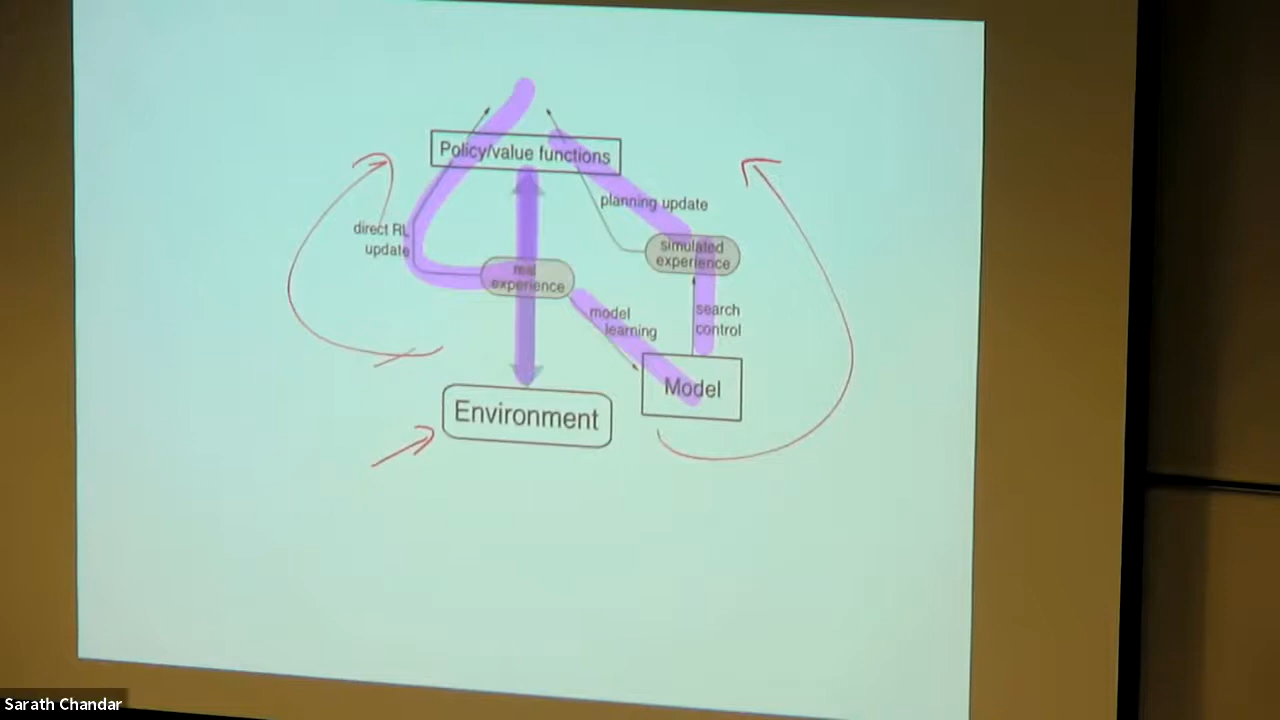 Policy/value functions
planning update
direct RL
update
simulated
experience
real
experience
model
learning
search
control
Model
Environment
Sarath Chandar